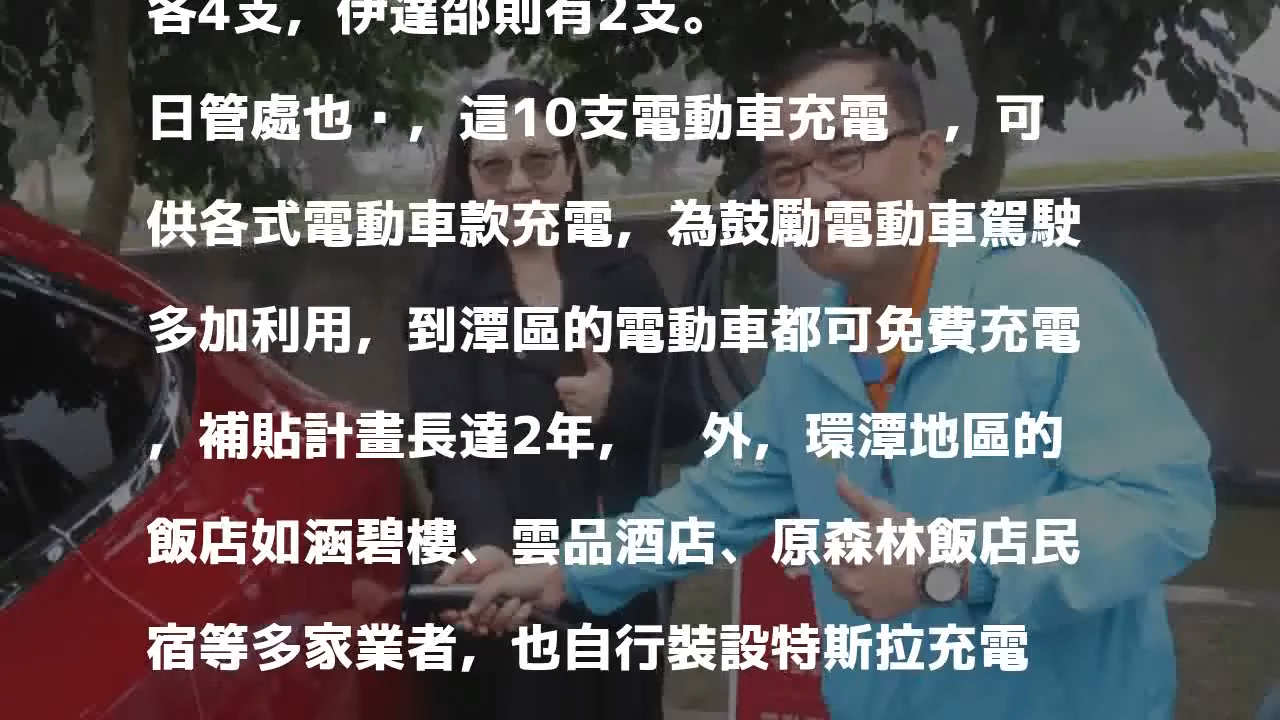 各4支，伊達邵則有2支。
日管處也·，這10支電動車充電　，可
供各式電動車款充電，為鼓勵電動車駕駛
多加利用，到潭區的電動車都可免費充電
，補貼計畫長達2年，　外，環潭地區的
飯店如涵碧樓、雲品酒店、原森林飯店民
宿等多家業者，也自行裝設特斯拉充電